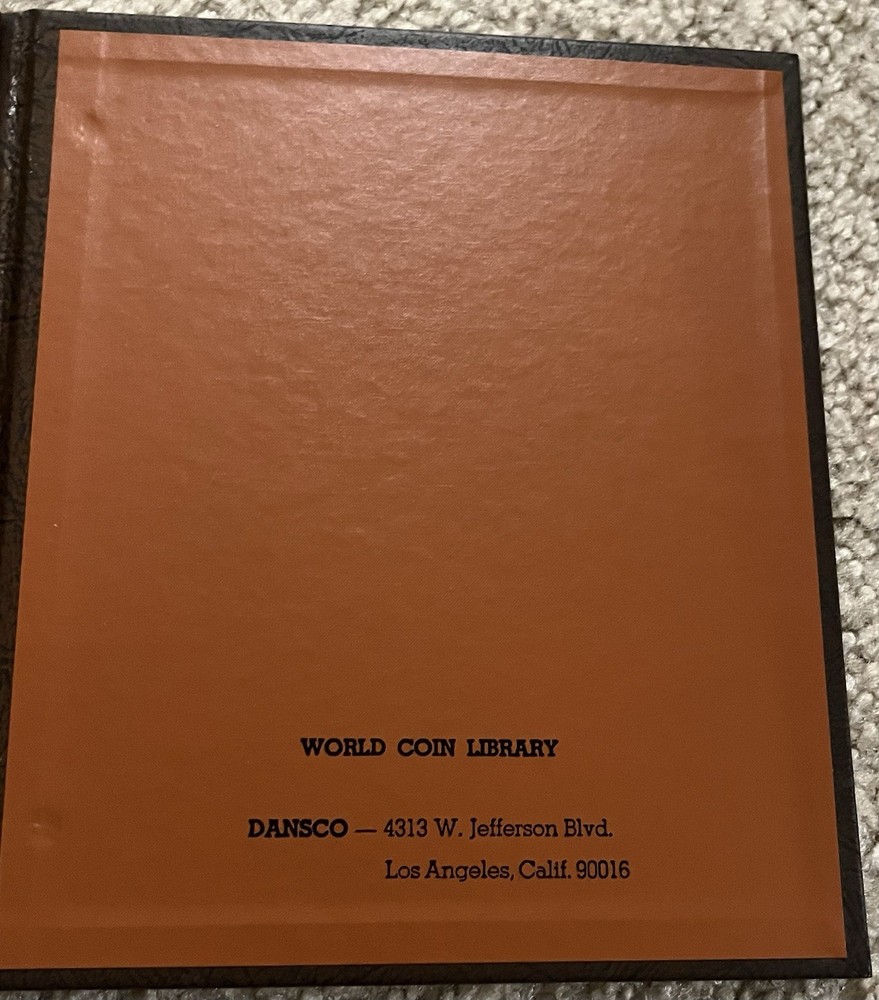 WORLD COIN LIBRARY
DANSCO — 4313 W. Jefferson Blvd.
Los Angeles, Calif. 90016